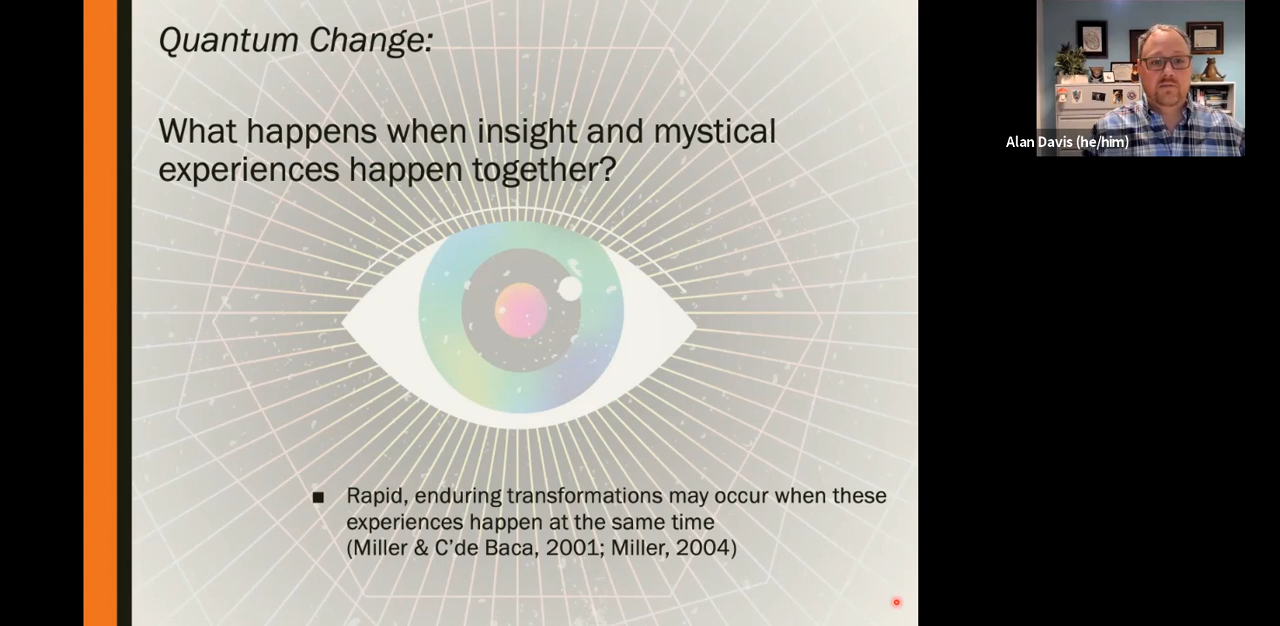 Quantum Change:
What happens when insight and mystical
experiences happen together?
■ Rapid, enduring transformations may occur when these
experiences happen at the same time
(Miller & C’de Baca, 2001; Miller, 2004)
Alan Davis (he/him)